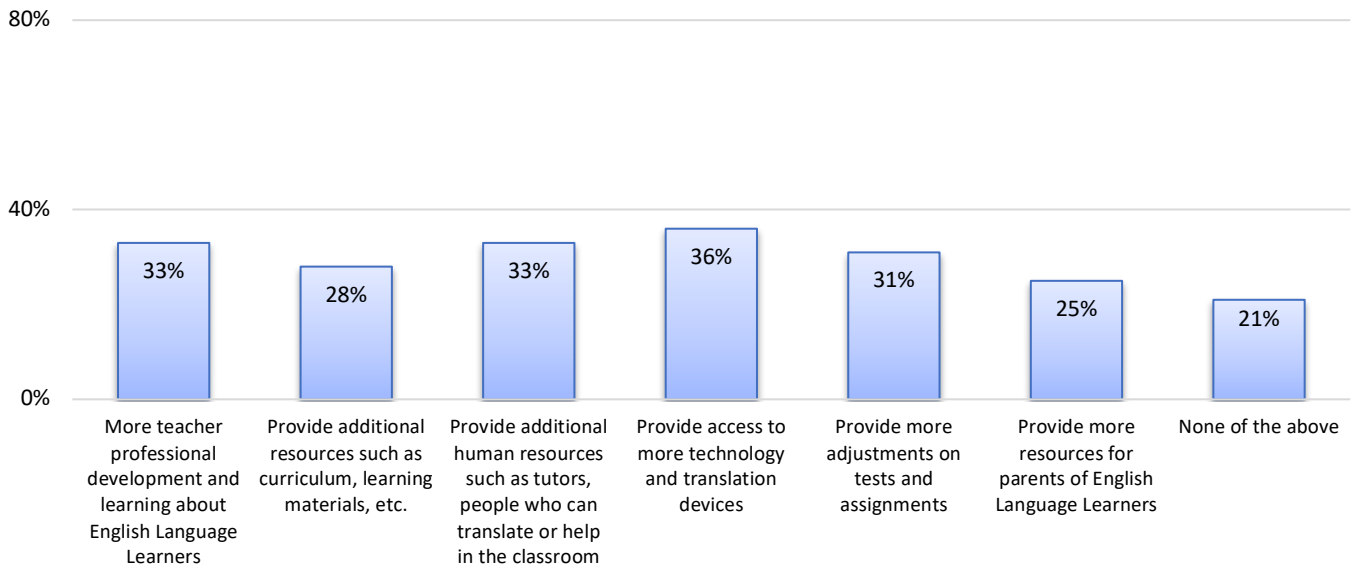 80%
40%
0%
33%
28%
33%
36%
31%
25%
21%
More teacher
professional
development and
learning about
English Language
Learners
Provide additional
resources such as
curriculum, learning
materials, etc.
Provide additional
human resources
such as tutors,
people who can
translate or help
in the classroom
Provide access to
more technology
and translation
devices
Provide more
adjustments on
tests and
assignments
Provide more
resources for
parents of English
Language Learners
None of the above